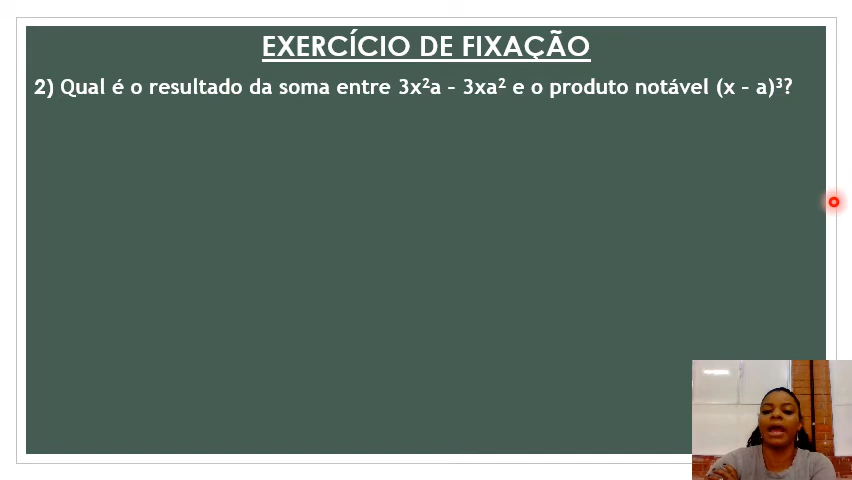 EXERCÍCIO DE FIXAÇÃO
2) Qual é o resultado da soma entre 3x²a – 3xa² e o produto notável (x – a)³?